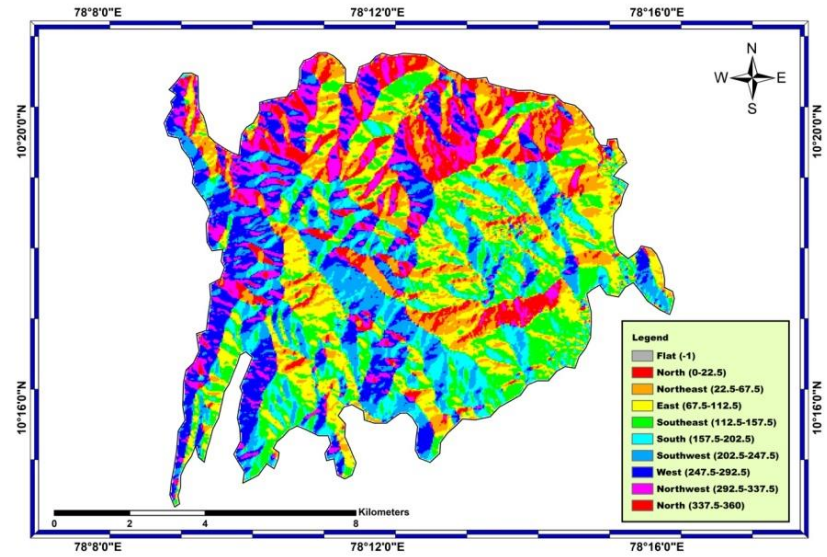 78°8'0"E 78°12'0"E 78°16'0"E
N
W E
S
10°20'0"N 10°20'0"N
10°16'0"N 10°16'0"N
Legend
Flat (-1)
North (0-22.5)
Northeast (22.5-67.5)
East (67.5-112.5)
Southeast (112.5-157.5)
South (157.5-202.5)
Southwest (202.5-247.5)
West (247.5-292.5)
Northwest (292.5-337.5)
North (337.5-360)
Kilometers
0 2 4 8
78°8'0"E 78°12'0"E 78°16'0"E